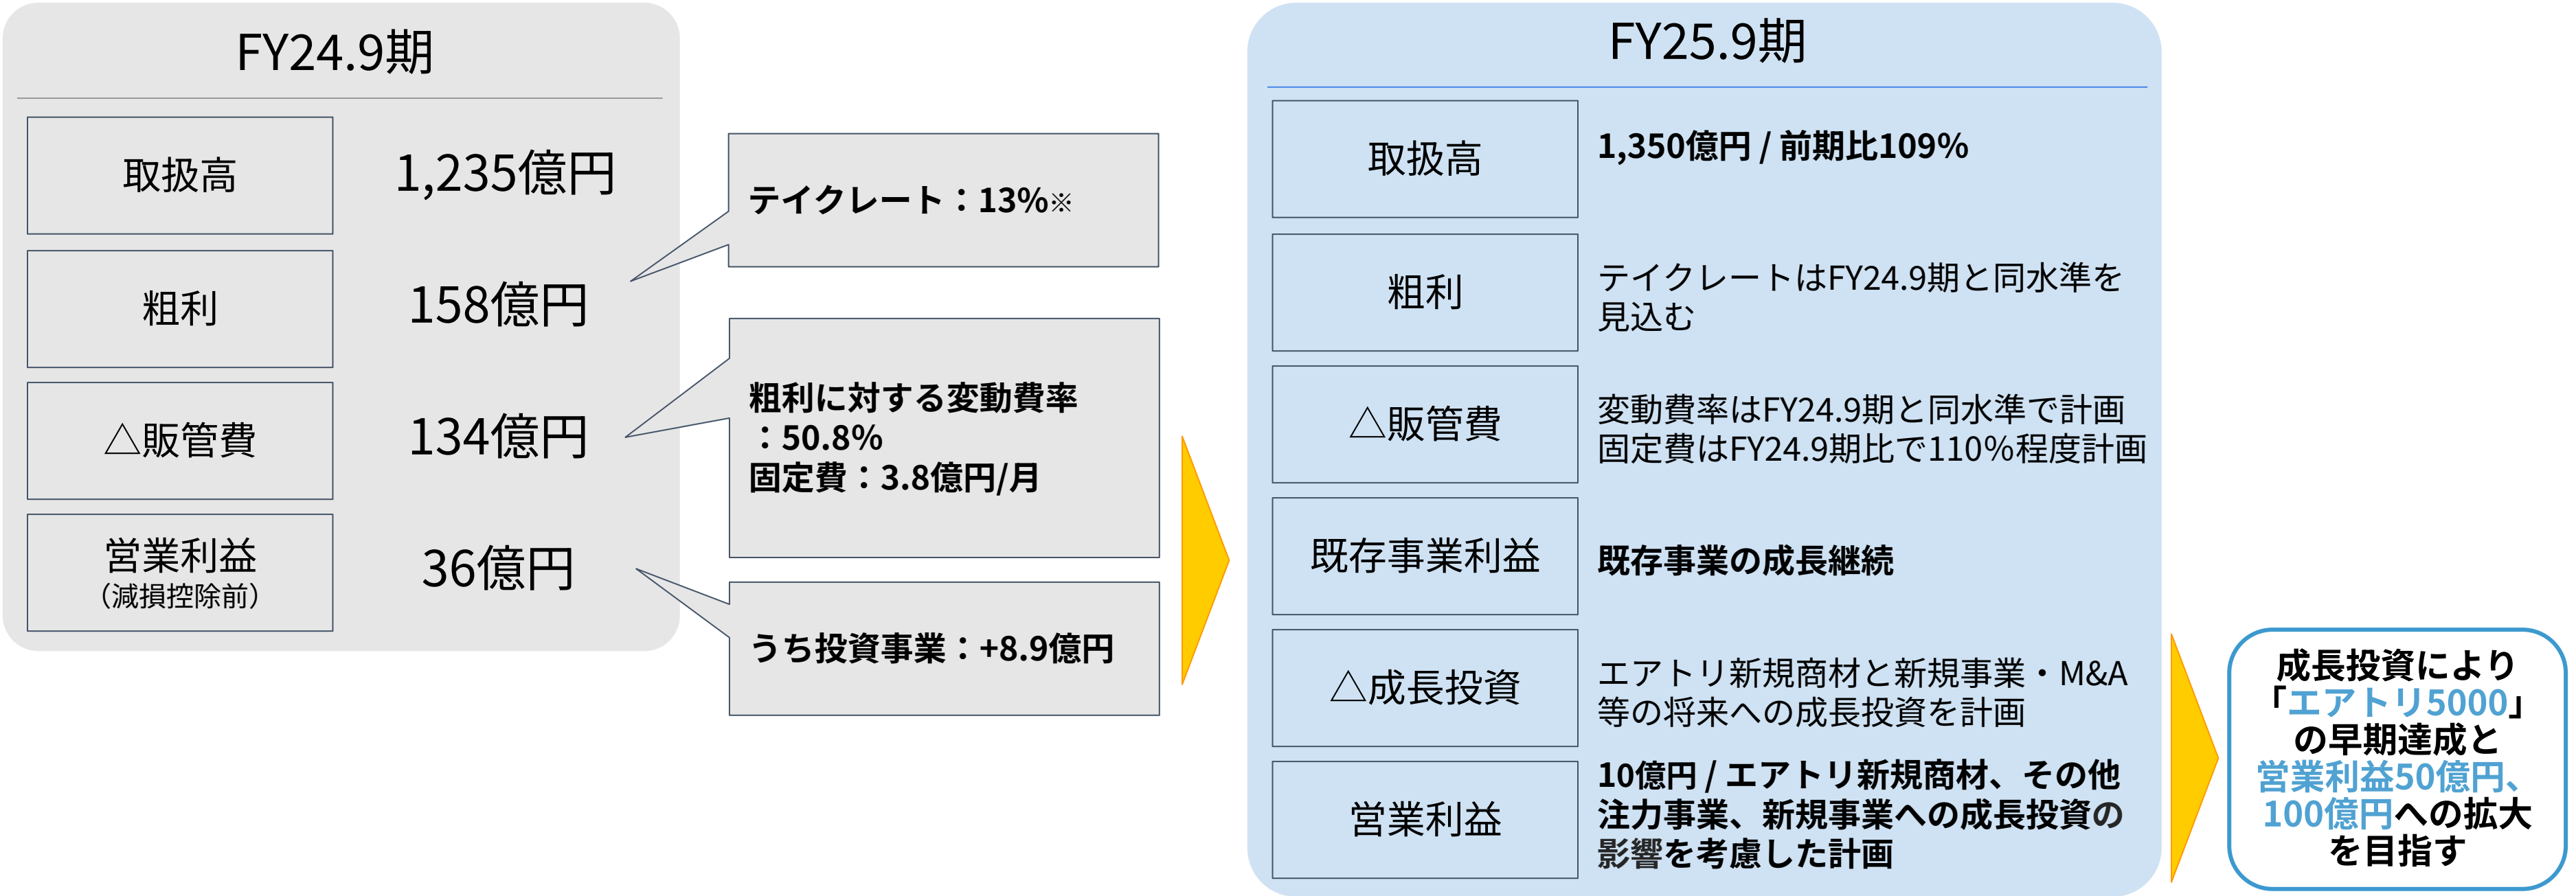 FY24.9期
取扱高
1,235億円
粗利
158億円
△販管費
134億円
営業利益
（減損控除前）
36億円
テイクレート：13%※
粗利に対する変動費率
：50.8%
固定費：3.8億円/月
うち投資事業：+8.9億円
FY25.9期
取扱高
1,350億円 / 前期比109%
粗利
テイクレートはFY24.9期と同水準を
見込む
△販管費
変動費率はFY24.9期と同水準で計画
固定費はFY24.9期比で110%程度計画
既存事業利益
既存事業の成長継続
△成長投資
エアトリ新規商材と新規事業・M&A
等の将来への成長投資を計画
営業利益
10億円 / エアトリ新規商材、その他
注力事業、新規事業への成長投資の
影響を考慮した計画
成長投資により
「エアトリ5000」
の早期達成と
営業利益50億円、
100億円への拡大
を目指す